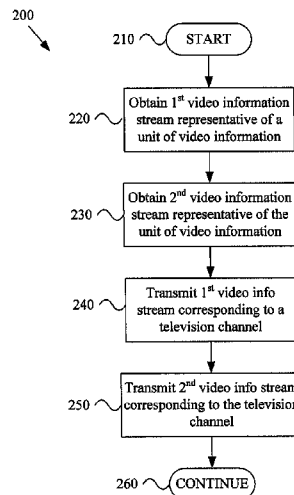 200
210
START
Obtain 1st video information
stream representative of a
unit of video information
220
Obtain 2nd video information
stream representative of the
unit of video information
230
Transmit 1st video info
stream corresponding to a
television channel
240
Transmit 2nd video info stream
corresponding to the television
channel
250
260
CONTINUE